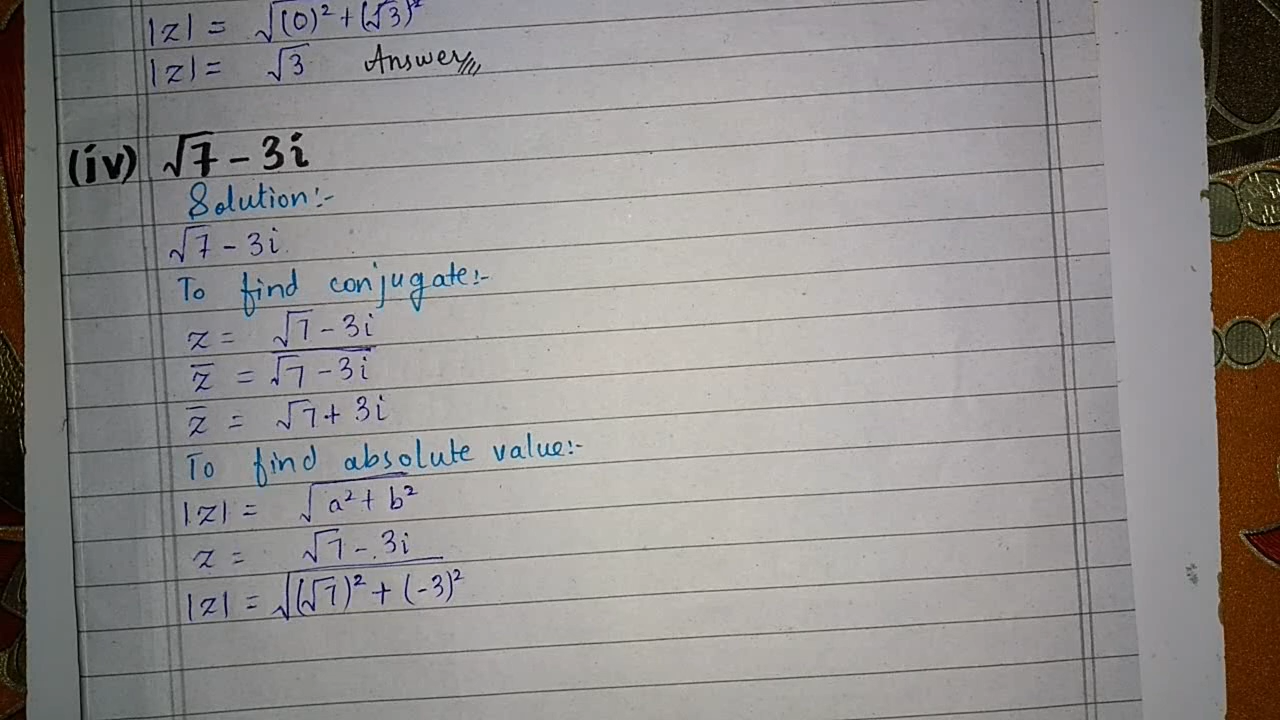 |z| = √(0)² + (√3)²
|z| = √3 Answer
(iv) √7 - 3i
Solution:-
√7 - 3i
To find conjugate:-
z = √7 - 3i
z̅ = \overline{√7 - 3i}
z̅ = √7 + 3i
To find absolute value:-
|z| = √a² + b²
z = √7 - 3i
|z| = √(√7)² + (-3)²